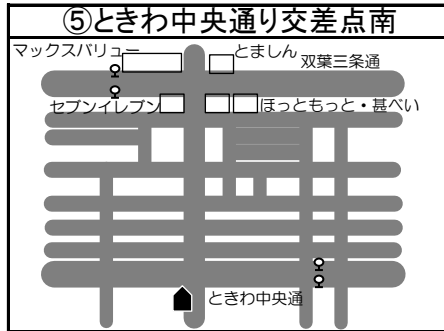 ⑤ときわ中央通り交差点南
マックスバリュー
とましん
双葉三条通
セブンイレブン
ほっともっと・甚べい
ときわ中央通